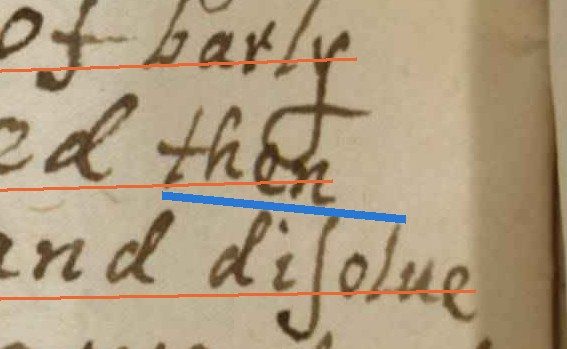 of barly
ed then
and disolue